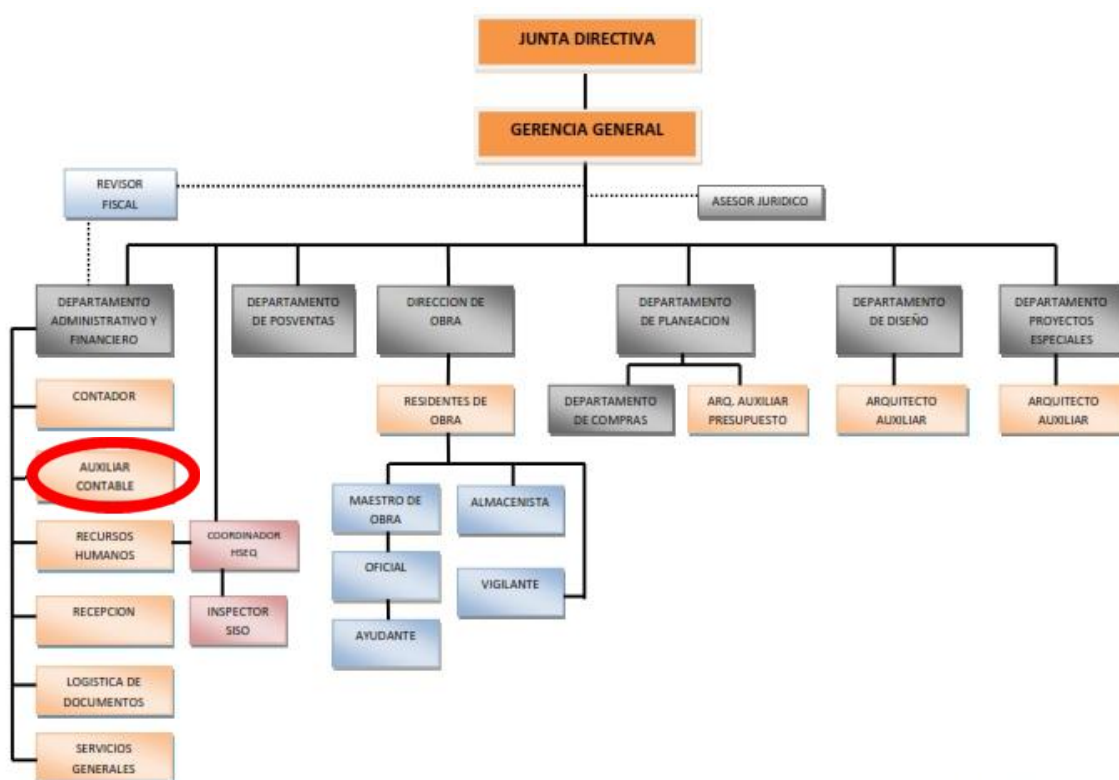 JUNTA DIRECTIVA
GERENCIA GENERAL
REVISOR
FISCAL
ASESOR JURIDICO
DEPARTAMENTO
ADMINISTRATIVO Y
FINANCIERO
DEPARTAMENTO
DE POSVENTAS
DIRECCION DE
OBRA
DEPARTAMENTO
DE PLANEACION
DEPARTAMENTO
DE DISEÑO
DEPARTAMENTO
PROYECTOS
ESPECIALES
CONTADOR
RESIDENTES DE
OBRA
DEPARTAMENTO
DE COMPRAS
ARQ. AUXILIAR
PRESUPUESTO
ARQUITECTO
AUXILIAR
ARQUITECTO
AUXILIAR
AUXILIAR
CONTABLE
MAESTRO DE
OBRA
ALMACENISTA
RECURSOS
HUMANOS
COORDINADOR
HSEQ
OFICIAL
VIGILANTE
RECEPCION
INSPECTOR
SISO
AYUDANTE
LOGISTICA DE
DOCUMENTOS
SERVICIOS
GENERALES